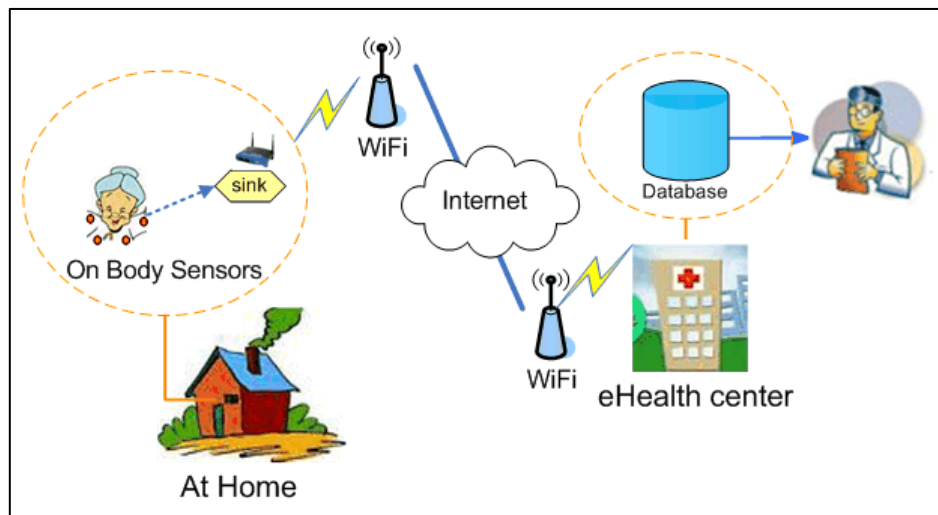 WiFi
sink
Database
Internet
On Body Sensors
WiFi
eHealth center
At Home